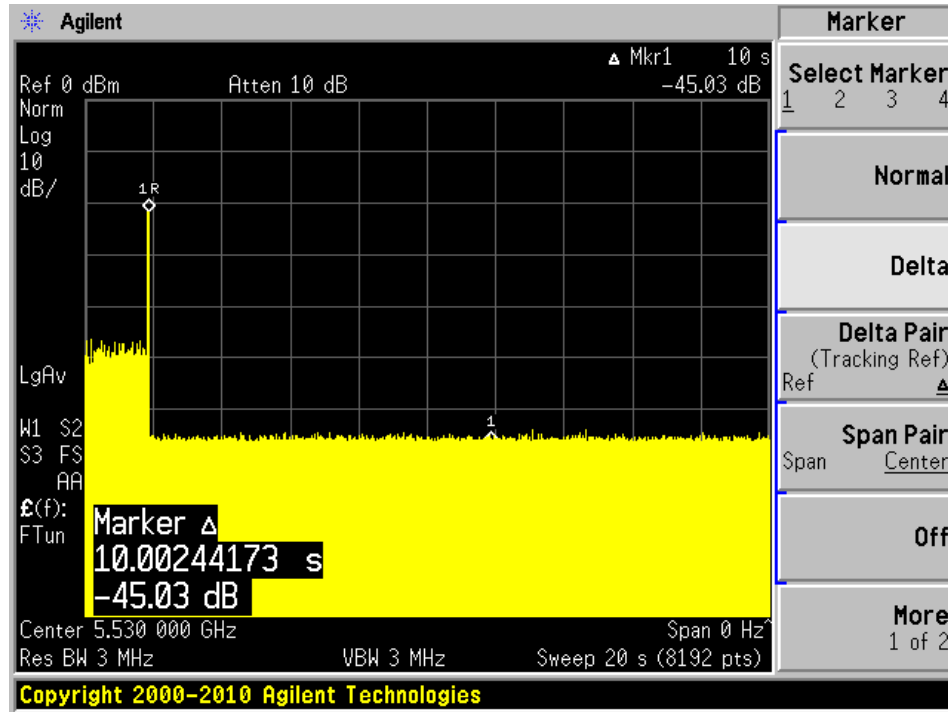 Agilent
Marker
Δ Mkr1 10 s
Ref 0 dBm Atten 10 dB -45.03 dB
Norm
Log
10
dB/
1R
LgAv
1
W1 S2
S3 FS
AA
£(f):
FTun
Marker Δ
10.00244173 s
-45.03 dB
Center 5.530 000 GHz Span 0 Hz^
Res BW 3 MHz VBW 3 MHz Sweep 20 s (8192 pts)
Copyright 2000-2010 Agilent Technologies
Select Marker
1 2 3 4
Normal
Delta
Delta Pair
(Tracking Ref)
Ref Δ
Span Pair
Span Center
Off
More
1 of 2